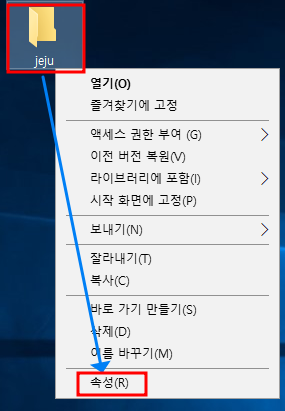 jeju
열기(O)
즐겨찾기에 고정
액세스 권한 부여 (G)
이전 버전 복원(V)
라이브러리에 포함(I)
시작 화면에 고정(P)
보내기(N)
잘라내기(T)
복사(C)
바로 가기 만들기(S)
삭제(D)
이름 바꾸기(M)
속성(R)